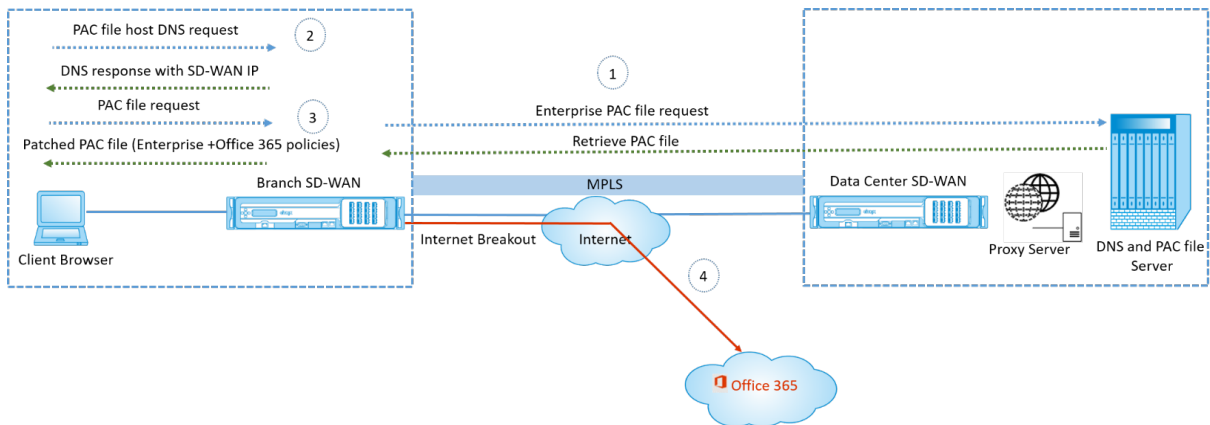 PAC file host DNS request
2
DNS response with SD-WAN IP
1
PAC file request
3
Enterprise PAC file request
Patched PAC file (Enterprise +Office 365 policies)
Retrieve PAC file
Branch SD-WAN
MPLS
Data Center SD-WAN
Client Browser
Internet Breakout
Internet
Proxy Server
DNS and PAC file
Server
4
Office 365